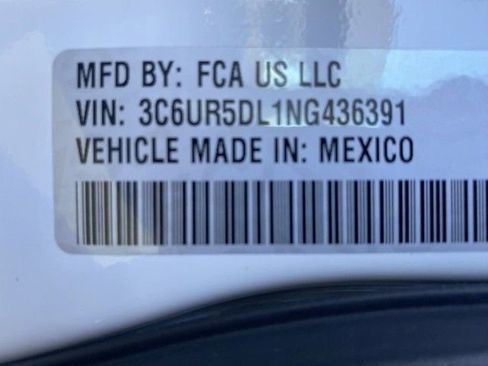 MFD BY: FCA US LLC
VIN: 3C6UR5DL1NG436391
VEHICLE MADE IN: MEXICO